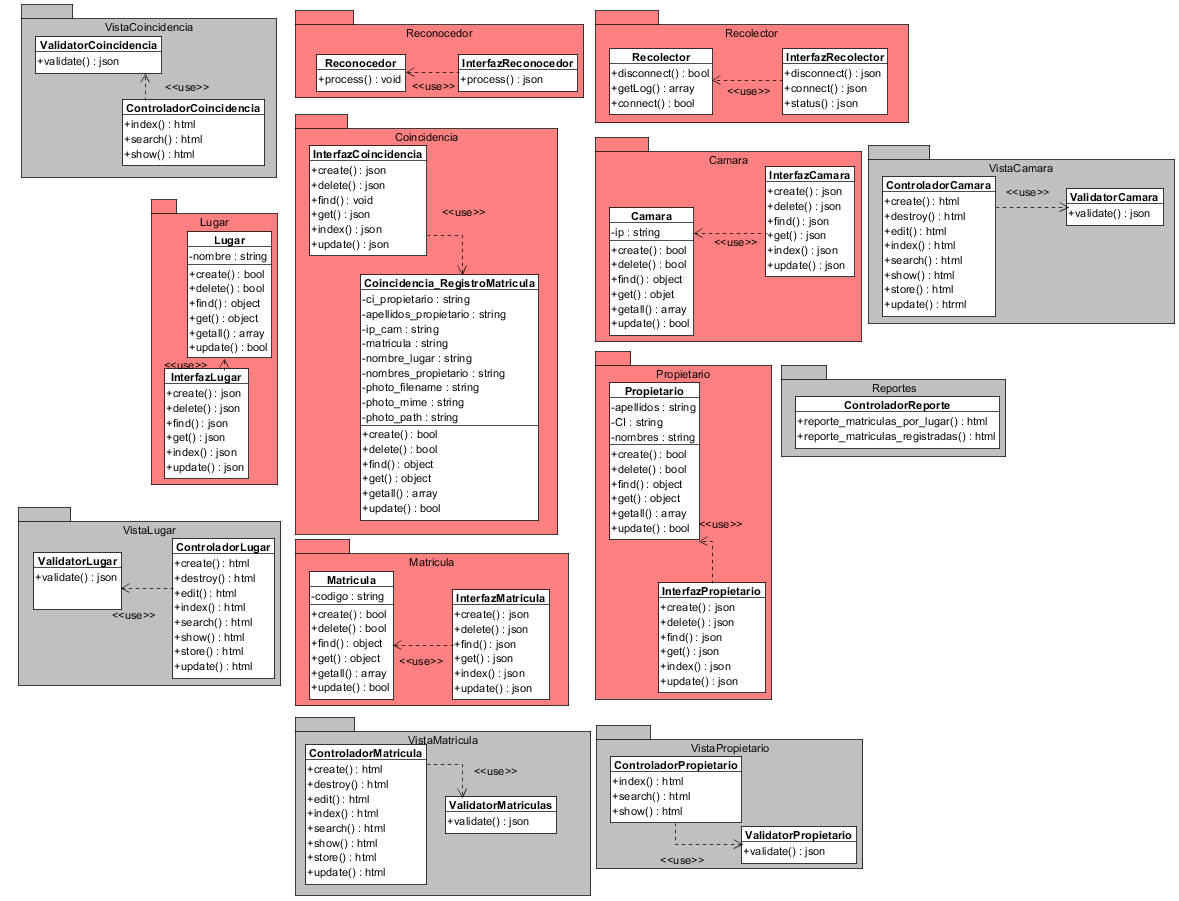 VistaCoincidencia
ValidatorCoincidencia
+validate() : json
<<use>>
ControladorCoincidencia
+index() : html
+search() : html
+show() : html
Reconocedor
Reconocedor
+process() : void
<<use>>
InterfazReconocedor
+process() : json
Recolector
Recolector
+disconnect() : bool
+getLog() : array
+connect() : bool
<<use>>
InterfazRecolector
+disconnect() : json
+connect() : json
+status() : json
Coincidencia
InterfazCoincidencia
+create() : json
+delete() : json
+find() : void
+get() : json
+index() : json
+update() : json
<<use>>
Coincidencia_RegistroMatricula
-ci_propietario : string
-apellidos_propietario : string
-ip_cam : string
-matricula : string
-nombre_lugar : string
-nombres_propietario : string
-photo_filename : string
-photo_mime : string
-photo_path : string
+create() : bool
+delete() : bool
+find() : object
+get() : object
+getall() : array
+update() : bool
Camara
Camara
-ip : string
+create() : bool
+delete() : bool
+find() : object
+get() : objet
+getall() : array
+update() : bool
<<use>>
InterfazCamara
+create() : json
+delete() : json
+find() : json
+get() : json
+index() : json
+update() : json
VistaCamara
ControladorCamara
+create() : html
+destroy() : html
+edit() : html
+index() : html
+search() : html
+show() : html
+store() : html
+update() : htrml
<<use>>
ValidatorCamara
+validate() : json
Lugar
Lugar
-nombre : string
+create() : bool
+delete() : bool
+find() : object
+get() : object
+getall() : array
+update() : bool
<<use>>
InterfazLugar
+create() : json
+delete() : json
+find() : json
+get() : json
+index() : json
+update() : json
Propietario
Propietario
-apellidos : string
-CI : string
-nombres : string
+create() : bool
+delete() : bool
+find() : object
+get() : object
+getall() : array
+update() : bool
<<use>>
InterfazPropietario
+create() : json
+delete() : json
+find() : json
+get() : json
+index() : json
+update() : json
Reportes
ControladorReporte
+reporte_matriculas_por_lugar() : html
+reporte_matriculas_registradas() : html
VistaLugar
ValidatorLugar
+validate() : json
<<use>>
ControladorLugar
+create() : html
+destroy() : html
+edit() : html
+index() : html
+search() : html
+show() : html
+store() : html
+update() : html
Matricula
Matricula
-codigo : string
+create() : bool
+delete() : bool
+find() : object
+get() : object
+getall() : array
+update() : bool
<<use>>
InterfazMatricula
+create() : json
+delete() : json
+find() : json
+get() : json
+index() : json
+update() : json
VistaMatricula
ControladorMatricula
+create() : html
+destroy() : html
+edit() : html
+index() : html
+search() : html
+show() : html
+store() : html
+update() : html
<<use>>
ValidatorMatriculas
+validate() : json
VistaPropietario
ControladorPropietario
+index() : html
+search() : html
+show() : html
<<use>>
ValidatorPropietario
+validate() : json